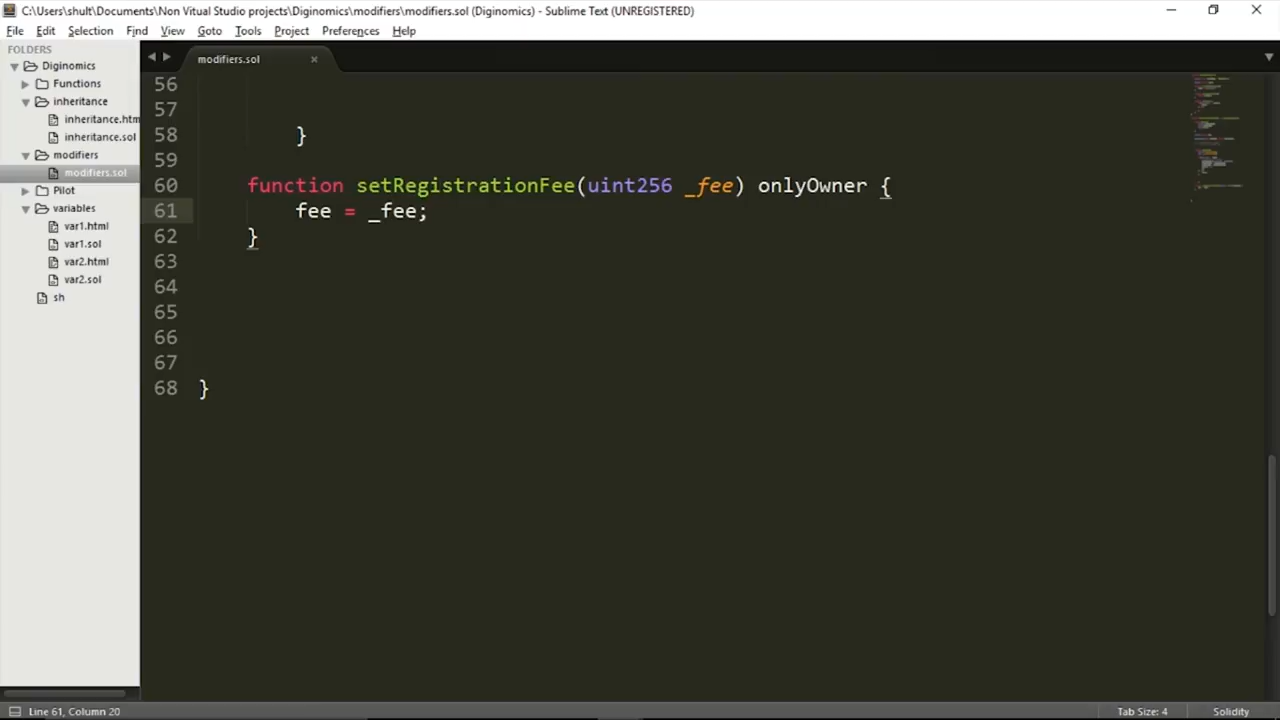 C:\Users\shult\Documents\Non Vitual Studio projects\Diginomics\modifiers\modifiers.sol (Diginomics) - Sublime Text (UNREGISTERED)
File Edit Selection Find View Goto Tools Project Preferences Help
FOLDERS
Diginomics
Functions
inheritance
inheritance.htm
inheritance.sol
modifiers
modifiers.sol
Pilot
variables
var1.html
var1.sol
var2.html
var2.sol
sh
modifiers.sol
56
57
58 }
59
60 function setRegistrationFee(uint256 _fee) onlyOwner {
61 fee = _fee;
62 }
63
64
65
66
67
68 }
Line 61, Column 20
Tab Size: 4
Solidity